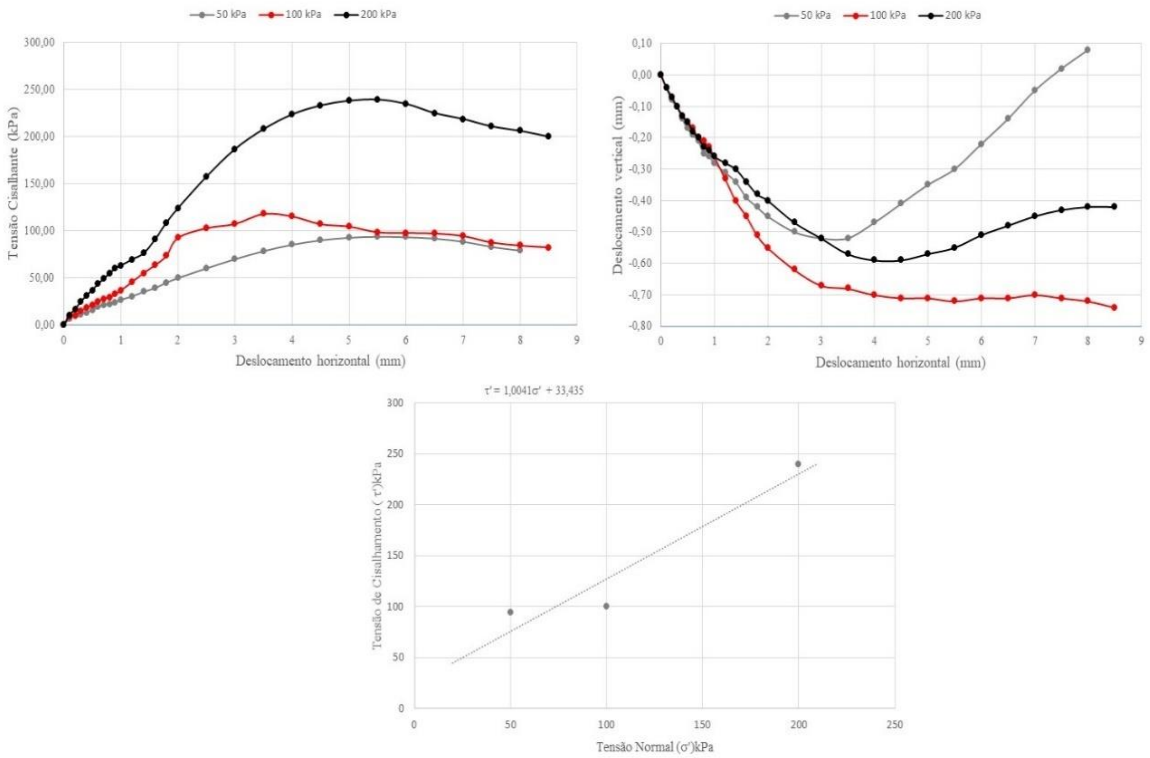 50 kPa 100 kPa 200 kPa
300,00
250,00
200,00
150,00
100,00
50,00
0,00
0 1 2 3 4 5 6 7 8 9
Tensão Cisalhante (kPa)
Deslocamento horizontal (mm)
50 kPa 100 kPa 200 kPa
0,10
0,00
-0,10
-0,20
-0,30
-0,40
-0,50
-0,60
-0,70
-0,80
0 1 2 3 4 5 6 7 8 9
Deslocamento vertical (mm)
Deslocamento horizontal (mm)
τ' = 1,0041σ' + 33,435
300
250
200
150
100
50
0
0 50 100 150 200 250
Tensão de Cisalhamento ( τ')kPa
Tensão Normal (σ')kPa